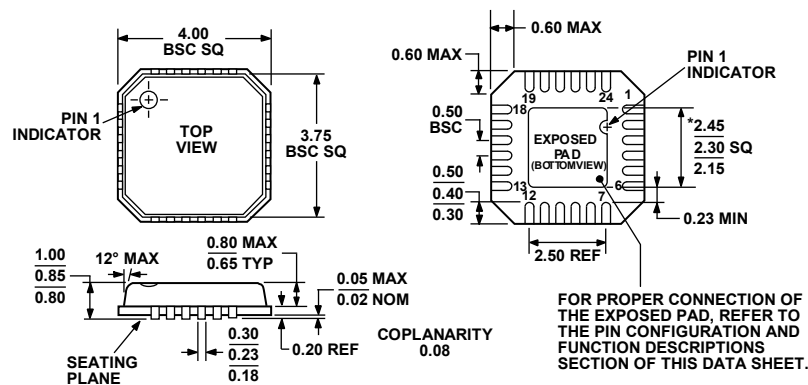 4.00
BSC SQ
PIN 1
INDICATOR
TOP
VIEW
3.75
BSC SQ
0.60 MAX
0.60 MAX
PIN 1
INDICATOR
19
24
1
18
0.50
BSC
EXPOSED
PAD
(BOTTOMVIEW)
*2.45
2.30 SQ
2.15
0.50
0.40
0.30
13
12
7
6
0.23 MIN
2.50 REF
1.00
0.85
0.80
12° MAX
0.80 MAX
0.65 TYP
0.05 MAX
0.02 NOM
SEATING
PLANE
0.30
0.23
0.18
0.20 REF
COPLANARITY
0.08
FOR PROPER CONNECTION OF
THE EXPOSED PAD, REFER TO
THE PIN CONFIGURATION AND
FUNCTION DESCRIPTIONS
SECTION OF THIS DATA SHEET.